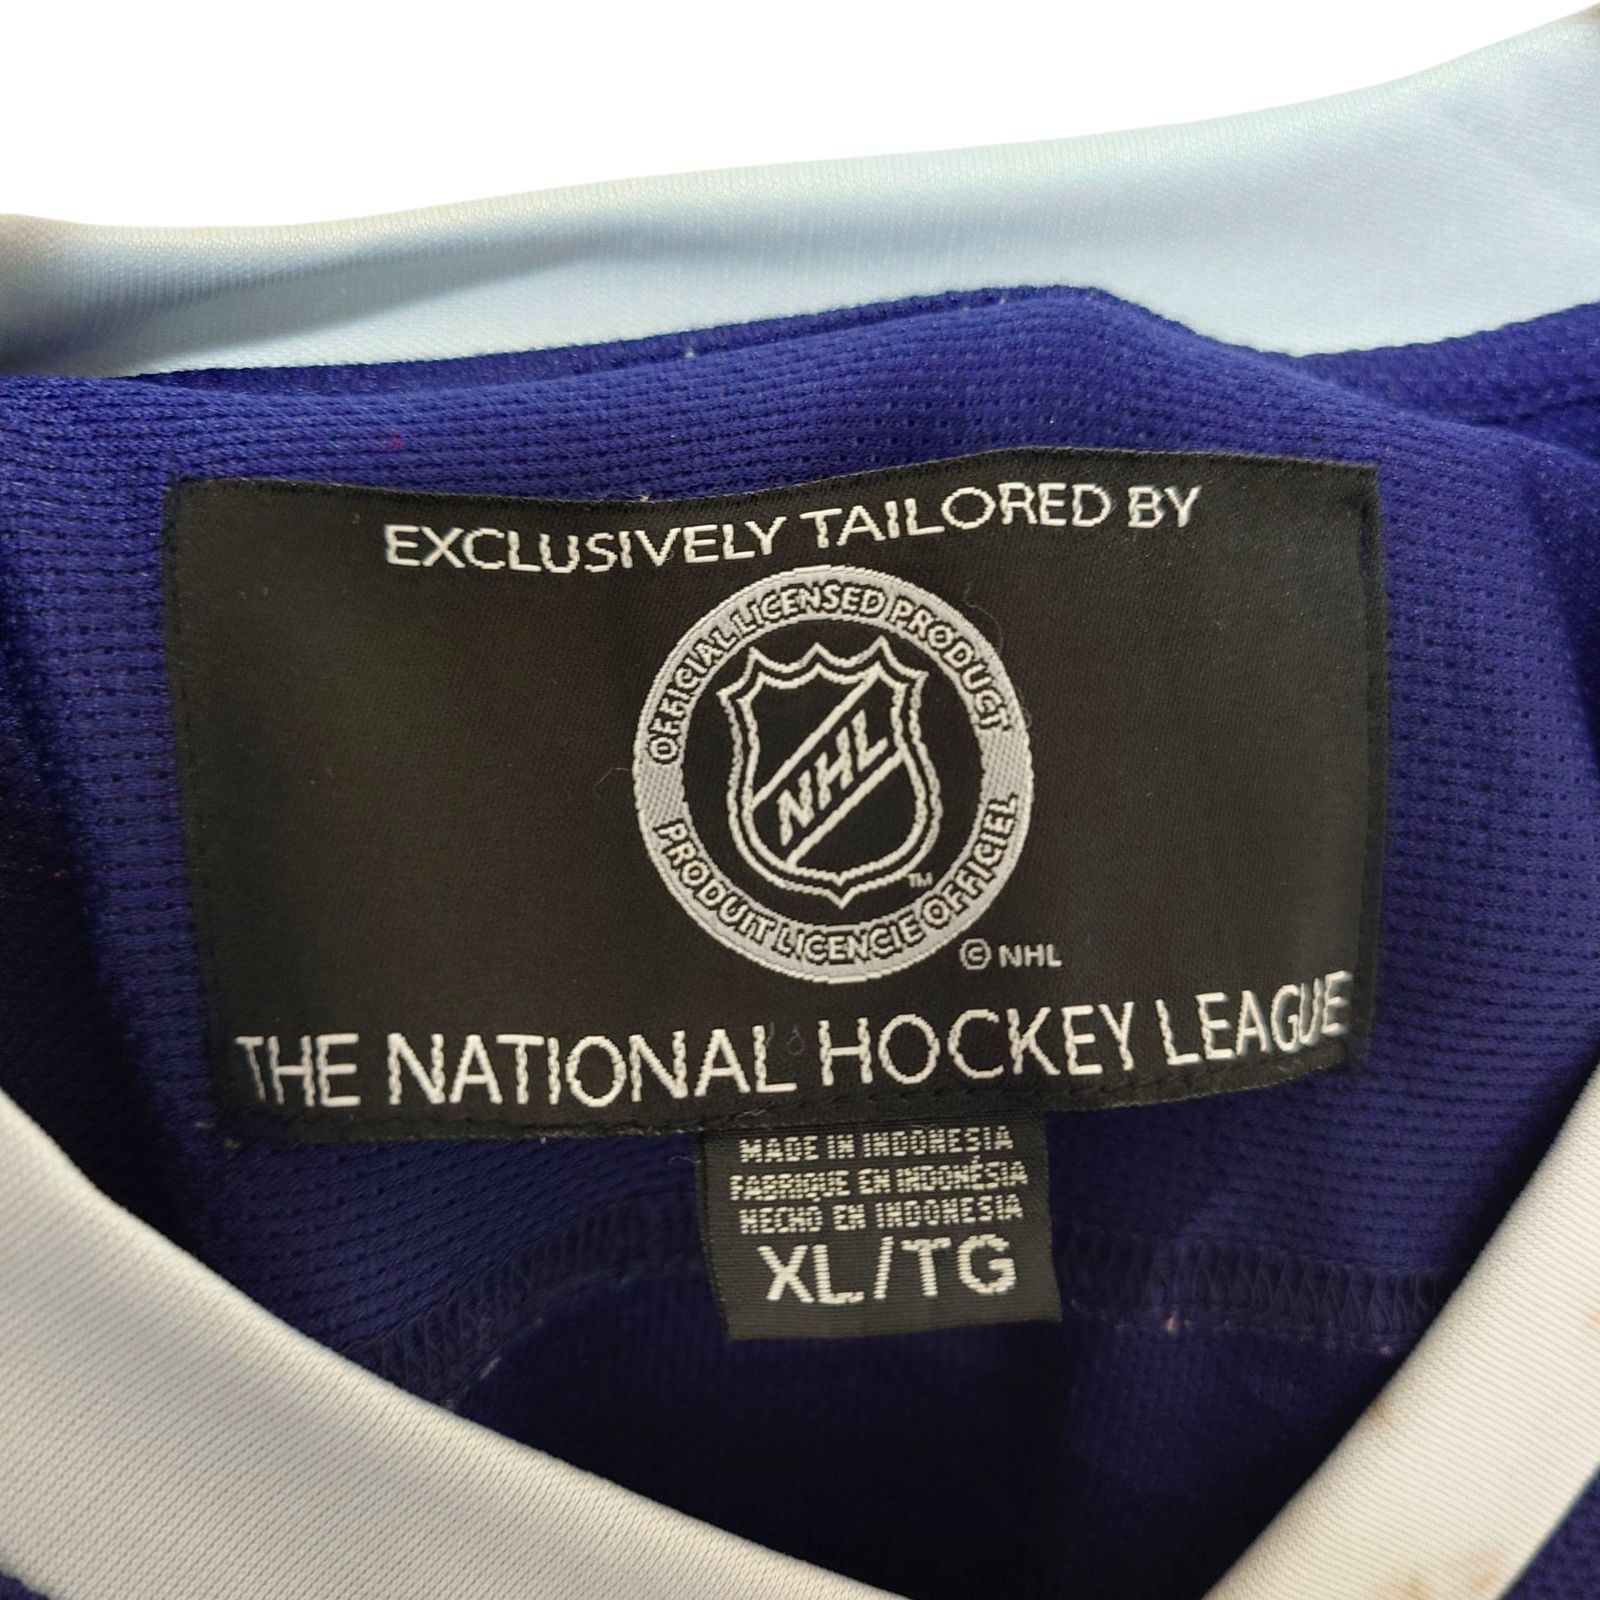 EXCLUSIVELY TAILORED BY
OFFICIAL LICENSED PRODUCT
NHL
TM
PRODUIT LICENCIE OFFICIEL
© NHL
THE NATIONAL HOCKEY LEAGUE
MADE IN INDONESIA
FABRIQUE EN INDONÉSIA
HECHO EN INDONESIA
XL/TG